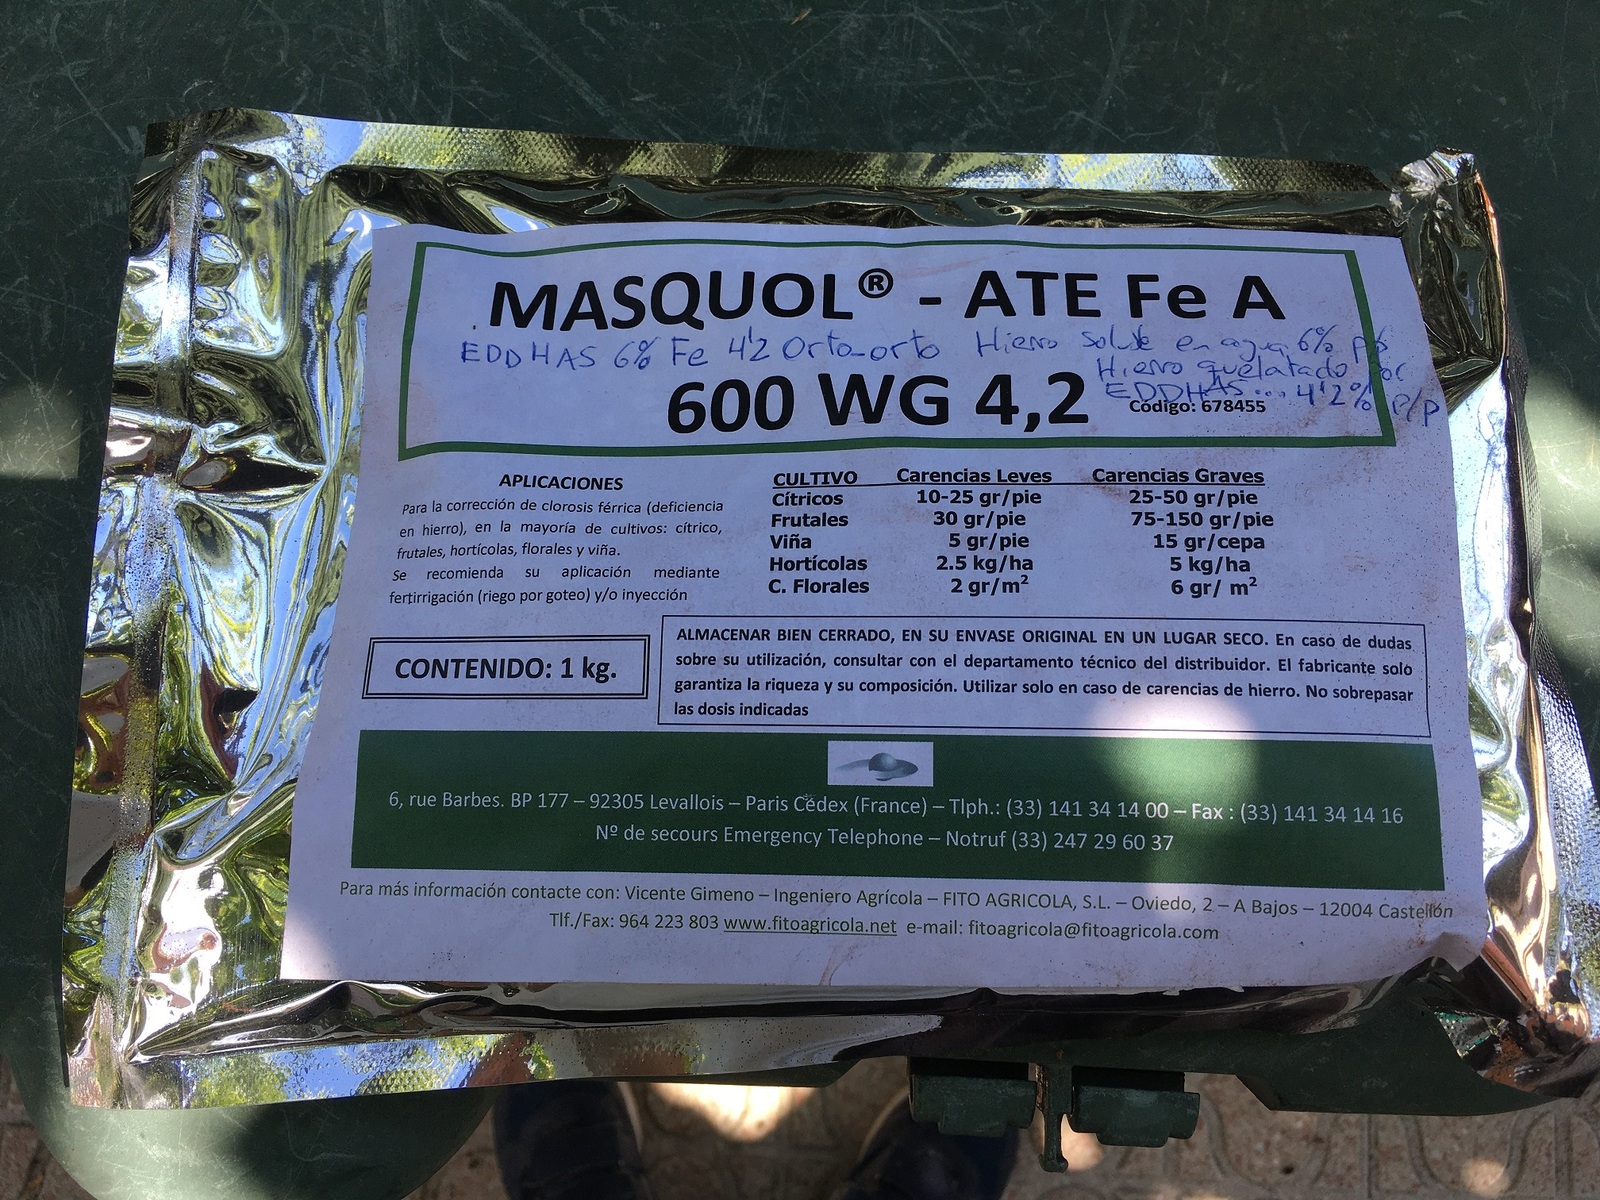 MASQUOL® - ATE Fe A
EDDHAS 6% Fe 4'2 Orto-orto Hierro soluble en agua 6% p/p
Hierro quelatado por
EDDHAS... 4'2% p/p
600 WG 4,2
Código: 678455
APLICACIONES
Para la corrección de clorosis férrica (deficiencia
en hierro), en la mayoría de cultivos: cítrico,
frutales, hortícolas, florales y viña.
Se recomienda su aplicación mediante
fertirrigación (riego por goteo) y/o inyección
CULTIVO Carencias Leves Carencias Graves
Cítricos 10-25 gr/pie 25-50 gr/pie
Frutales 30 gr/pie 75-150 gr/pie
Viña 5 gr/pie 15 gr/cepa
Hortícolas 2.5 kg/ha 5 kg/ha
C. Florales 2 gr/m² 6 gr/ m²
CONTENIDO: 1 kg.
ALMACENAR BIEN CERRADO, EN SU ENVASE ORIGINAL EN UN LUGAR SECO. En caso de dudas
sobre su utilización, consultar con el departamento técnico del distribuidor. El fabricante solo
garantiza la riqueza y su composición. Utilizar solo en caso de carencias de hierro. No sobrepasar
las dosis indicadas
6, rue Barbes. BP 177 – 92305 Levallois – Paris Cédex (France) – Tlph.: (33) 141 34 14 00 – Fax : (33) 141 34 14 16
Nº de secours Emergency Telephone – Notruf (33) 247 29 60 37
Para más información contacte con: Vicente Gimeno – Ingeniero Agrícola – FITO AGRICOLA, S.L. – Oviedo, 2 – A Bajos – 12004 Castellón
Tlf./Fax: 964 223 803 www.fitoagricola.net e-mail: fitoagricola@fitoagricola.com